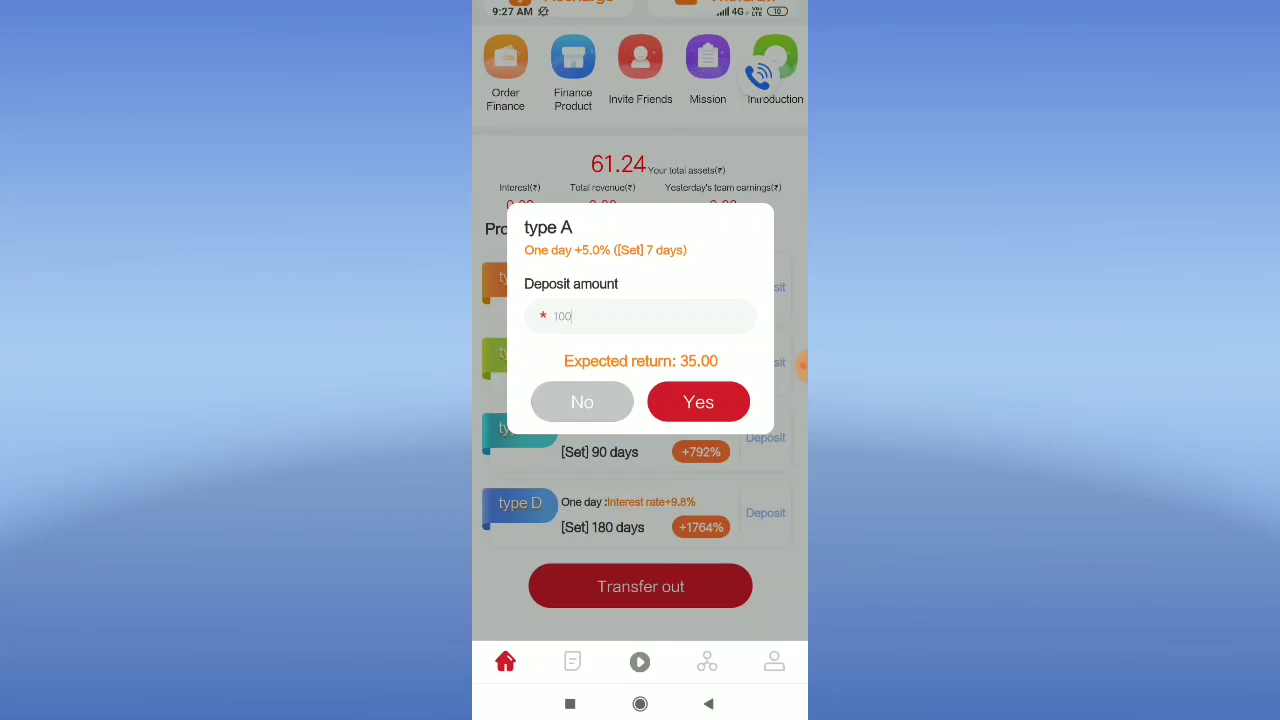 9:27 AM
4G+
10
Order
Finance
Finance
Product
Invite Friends
Mission
Introduction
61.24 Your total assets(₹)
Interest(₹) Total revenue(₹) Yesterday's team earnings(₹)
type A
One day +5.0% ([Set] 7 days)
Deposit amount
* 100
Expected return: 35.00
No
Yes
[Set] 90 days
+792%
Deposit
type D
One day :Interest rate+9.8%
[Set] 180 days
+1764%
Deposit
Transfer out